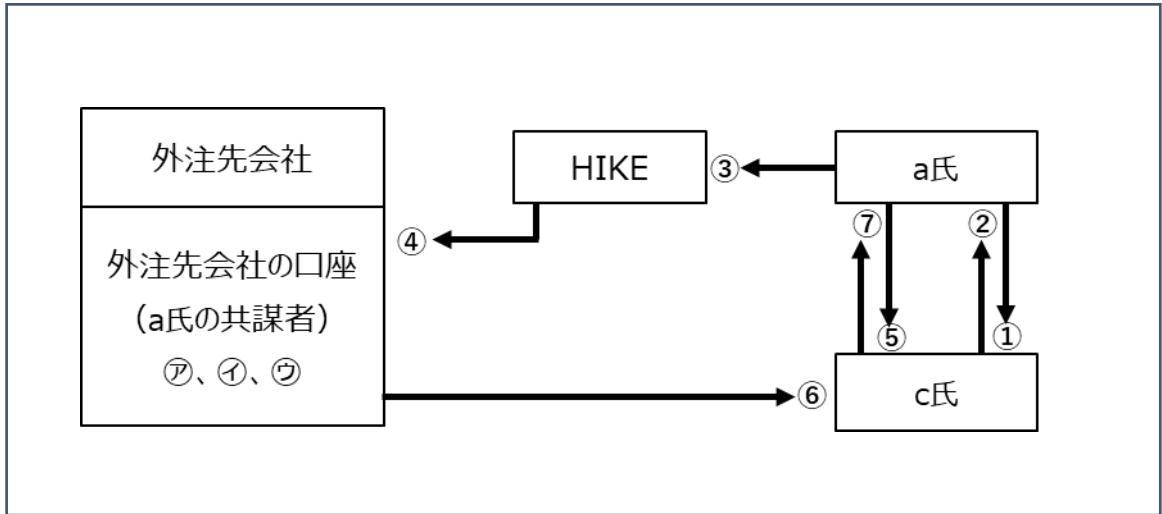 外注先会社
外注先会社の口座
（a氏の共謀者）
㋐、㋑、㋒
HIKE
③
a氏
④
⑦
②
⑤
①
⑥
c氏